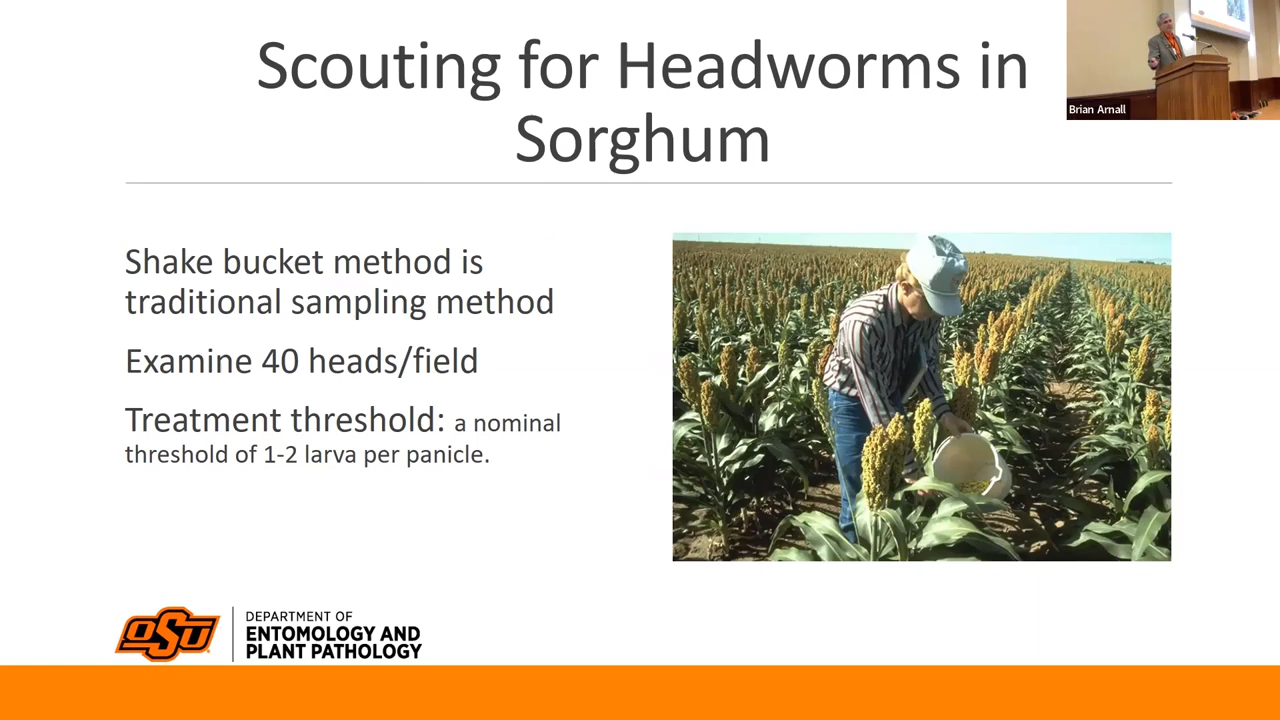 Scouting for Headworms in
Sorghum
Brian Arnall
Shake bucket method is
traditional sampling method
Examine 40 heads/field
Treatment threshold: a nominal
threshold of 1-2 larva per panicle.
OSU
DEPARTMENT OF
ENTOMOLOGY AND
PLANT PATHOLOGY